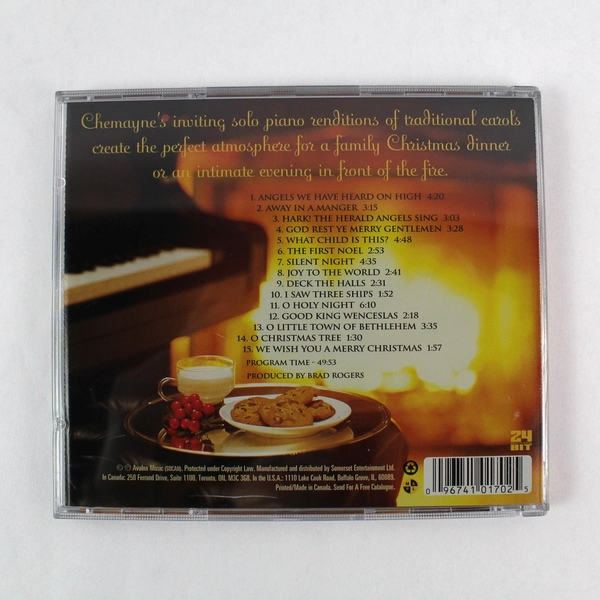 Chemayne's inviting solo piano renditions of traditional carols
create the perfect atmosphere for a family Christmas dinner
or an intimate evening in front of the fire.
1. ANGELS WE HAVE HEARD ON HIGH 4:20
2. AWAY IN A MANGER 3:15
3. HARK! THE HERALD ANGELS SING 3:03
4. GOD REST YE MERRY GENTLEMEN 3:28
5. WHAT CHILD IS THIS? 4:48
6. THE FIRST NOEL 2:53
7. SILENT NIGHT 4:35
8. JOY TO THE WORLD 2:41
9. DECK THE HALLS 2:31
10. I SAW THREE SHIPS 1:52
11. O HOLY NIGHT 6:10
12. GOOD KING WENCESLAS 2:18
13. O LITTLE TOWN OF BETHLEHEM 3:35
14. O CHRISTMAS TREE 1:30
15. WE WISH YOU A MERRY CHRISTMAS 1:57
PROGRAM TIME - 49:53
PRODUCED BY BRAD ROGERS
24
BIT
© ℗ Avalon Music (SOCAN). Protected under Copyright Law. Manufactured and distributed by Somerset Entertainment Ltd.
In Canada: 250 Ferrand Drive, Suite 1100, Toronto, ON, M3C 3G8. In the U.S.A.: 1110 Lake Cook Road, Buffalo Grove, IL, 60089.
Printed/Made in Canada. Send For A Free Catalogue.
0 96741 01702 5